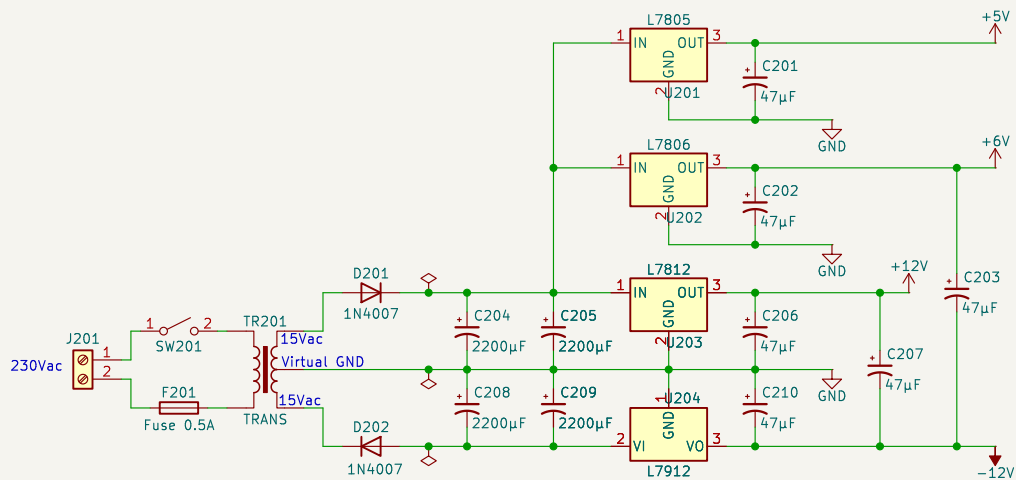 L7805
+5V
1
IN
OUT
3
GND
2
U201
C201
47µF
GND
L7806
+6V
1
IN
OUT
3
GND
2
U202
C202
47µF
GND
D201
1N4007
L7812
+12V
1
IN
OUT
3
GND
2
U203
C203
47µF
C204
2200µF
C205
2200µF
C206
47µF
J201
230Vac
1
2
1
2
SW201
F201
Fuse 0.5A
TR201
TRANS
15Vac
Virtual GND
15Vac
C207
47µF
GND
C208
2200µF
C209
2200µF
C210
47µF
D202
1N4007
U204
1
GND
2
VI
VO
3
L7912
-12V